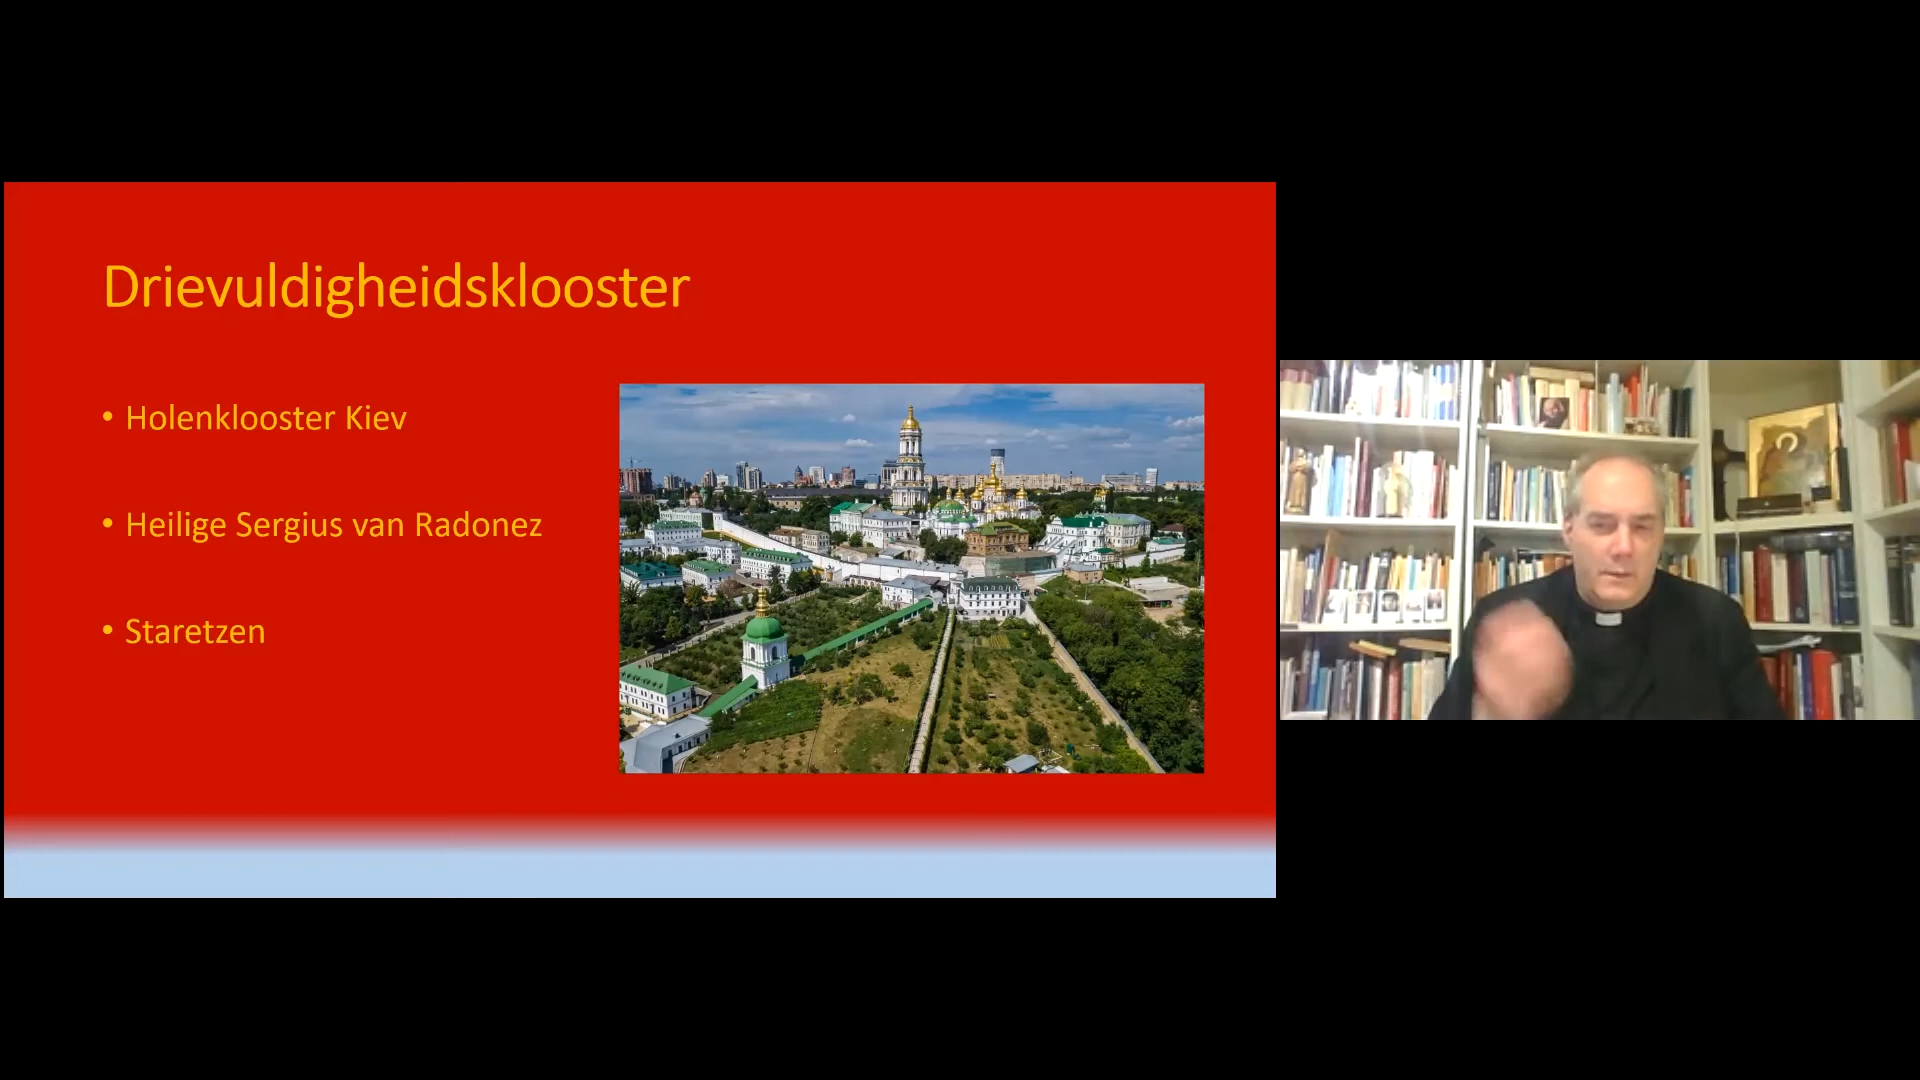 Drievuldigheidsklooster
• Holenklooster Kiev
• Heilige Sergius van Radonez
• Staretzen